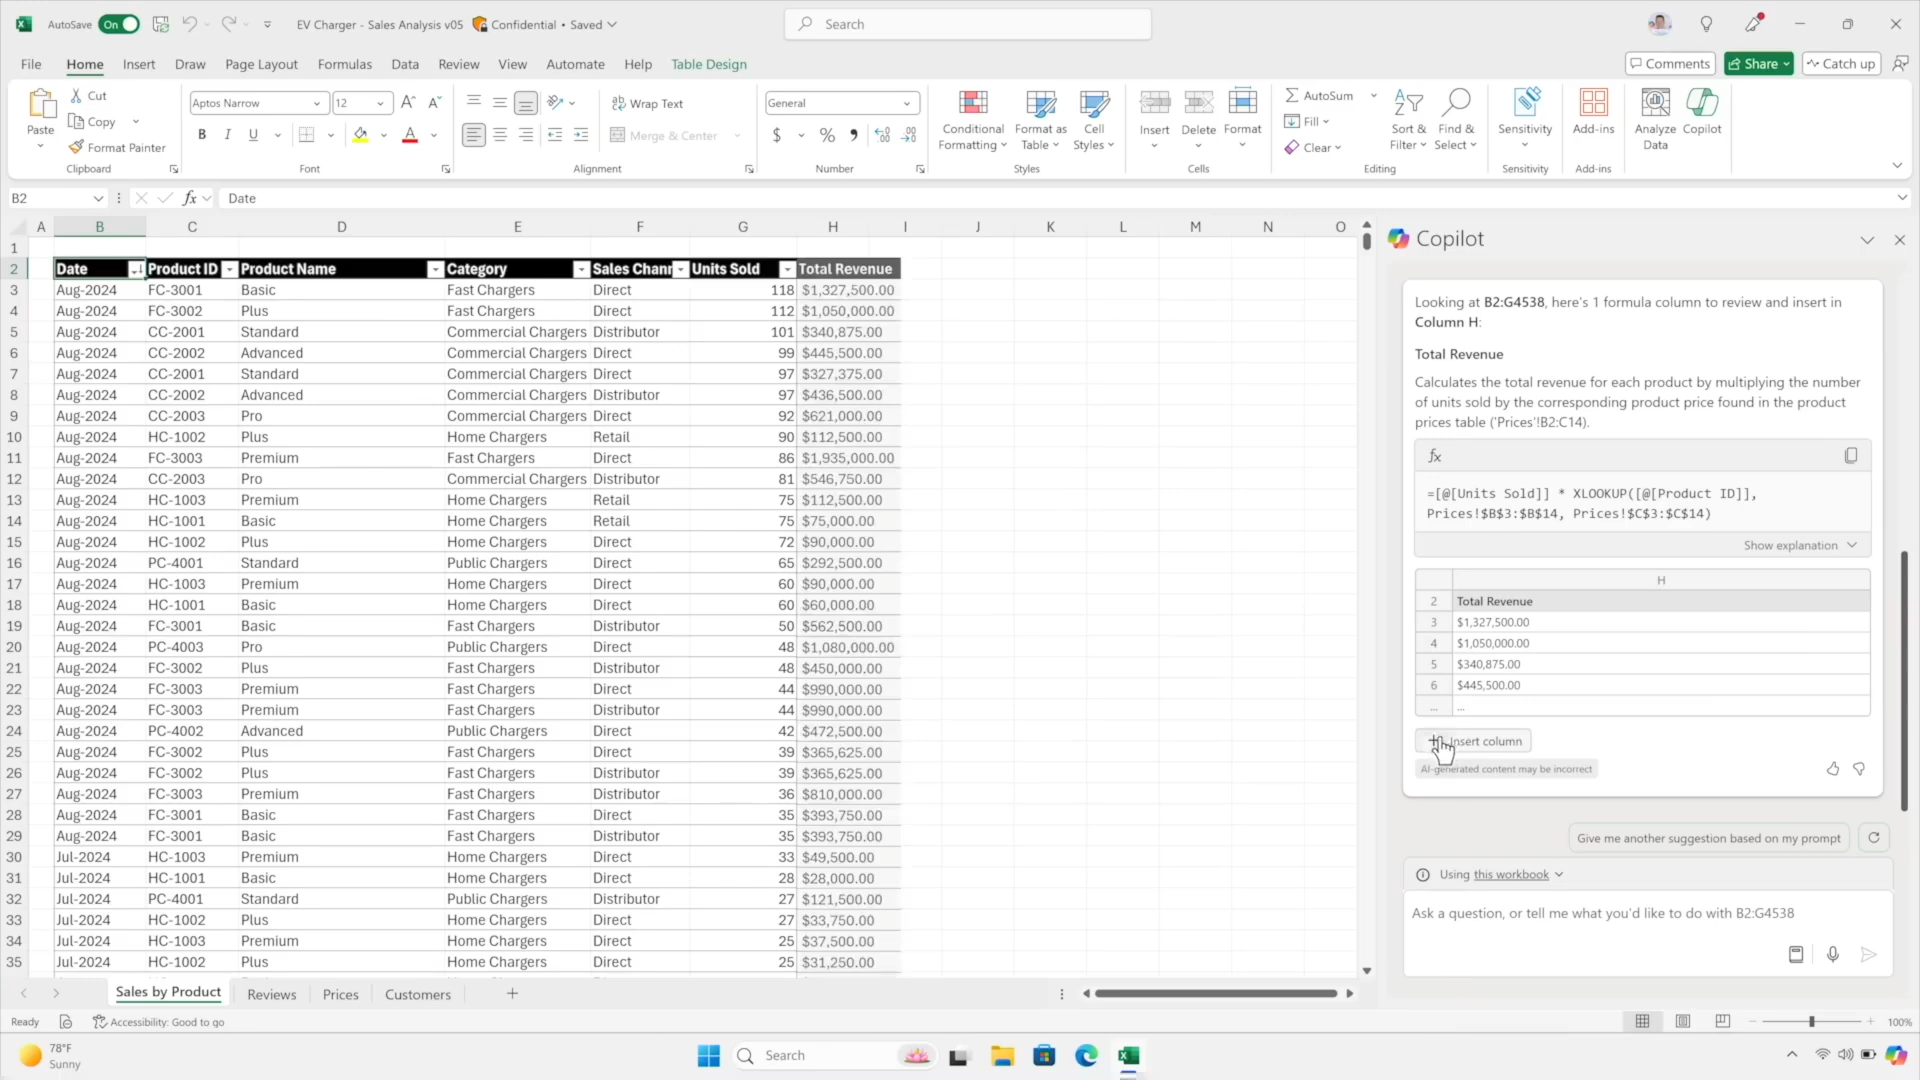 AutoSave On EV Charger - Sales Analysis v05 Confidential • Saved Search
File Home Insert Draw Page Layout Formulas Data Review View Automate Help Table Design Comments Share Catch up
Paste Cut Copy Format Painter Clipboard
Aptos Narrow 12 B I U A A Font
Wrap Text Merge & Center Alignment
General $ % Number
Conditional Formatting Format as Table Cell Styles Styles
Insert Delete Format Cells
AutoSum Fill Clear Sort & Filter Find & Select Editing
Sensitivity Sensitivity
Add-ins Add-ins
Analyze Data Copilot
B2 fx Date
A B C D E F G H I J K L M N O
1
2 Date Product ID Product Name Category Sales Chann Units Sold Total Revenue
3 Aug-2024 FC-3001 Basic Fast Chargers Direct 118 $1,327,500.00
4 Aug-2024 FC-3002 Plus Fast Chargers Direct 112 $1,050,000.00
5 Aug-2024 CC-2001 Standard Commercial Chargers Distributor 101 $340,875.00
6 Aug-2024 CC-2002 Advanced Commercial Chargers Direct 99 $445,500.00
7 Aug-2024 CC-2001 Standard Commercial Chargers Direct 97 $327,375.00
8 Aug-2024 CC-2002 Advanced Commercial Chargers Distributor 97 $436,500.00
9 Aug-2024 CC-2003 Pro Commercial Chargers Direct 92 $621,000.00
10 Aug-2024 HC-1002 Plus Home Chargers Retail 90 $112,500.00
11 Aug-2024 FC-3003 Premium Fast Chargers Direct 86 $1,935,000.00
12 Aug-2024 CC-2003 Pro Commercial Chargers Distributor 81 $546,750.00
13 Aug-2024 HC-1003 Premium Home Chargers Retail 75 $112,500.00
14 Aug-2024 HC-1001 Basic Home Chargers Retail 75 $75,000.00
15 Aug-2024 HC-1002 Plus Home Chargers Direct 72 $90,000.00
16 Aug-2024 PC-4001 Standard Public Chargers Direct 65 $292,500.00
17 Aug-2024 HC-1003 Premium Home Chargers Direct 60 $90,000.00
18 Aug-2024 HC-1001 Basic Home Chargers Direct 60 $60,000.00
19 Aug-2024 FC-3001 Basic Fast Chargers Distributor 50 $562,500.00
20 Aug-2024 PC-4003 Pro Public Chargers Direct 48 $1,080,000.00
21 Aug-2024 FC-3002 Plus Fast Chargers Distributor 48 $450,000.00
22 Aug-2024 FC-3003 Premium Fast Chargers Direct 44 $990,000.00
23 Aug-2024 FC-3003 Premium Fast Chargers Distributor 44 $990,000.00
24 Aug-2024 PC-4002 Advanced Public Chargers Direct 42 $472,500.00
25 Aug-2024 FC-3002 Plus Fast Chargers Direct 39 $365,625.00
26 Aug-2024 FC-3002 Plus Fast Chargers Distributor 39 $365,625.00
27 Aug-2024 FC-3003 Premium Fast Chargers Distributor 36 $810,000.00
28 Aug-2024 FC-3001 Basic Fast Chargers Direct 35 $393,750.00
29 Aug-2024 FC-3001 Basic Fast Chargers Distributor 35 $393,750.00
30 Jul-2024 HC-1003 Premium Home Chargers Direct 33 $49,500.00
31 Jul-2024 HC-1001 Basic Home Chargers Direct 28 $28,000.00
32 Jul-2024 PC-4001 Standard Public Chargers Distributor 27 $121,500.00
33 Jul-2024 HC-1002 Plus Home Chargers Direct 27 $33,750.00
34 Jul-2024 HC-1003 Premium Home Chargers Direct 25 $37,500.00
35 Jul-2024 HC-1002 Plus Home Chargers Direct 25 $31,250.00
Copilot
Looking at B2:G4538, here's 1 formula column to review and insert in
Column H:
Total Revenue
Calculates the total revenue for each product by multiplying the number
of units sold by the corresponding product price found in the product
prices table ('Prices'!B2:C14).
fx
=[@[Units Sold]] * XLOOKUP([@[Product ID]],
Prices!$B$3:$B$14, Prices!$C$3:$C$14)
Show explanation
H
2 Total Revenue
3 $1,327,500.00
4 $1,050,000.00
5 $340,875.00
6 $445,500.00
... ...
Insert column
AI-generated content may be incorrect
Give me another suggestion based on my prompt
Using this workbook
Ask a question, or tell me what you'd like to do with B2:G4538
Sales by Product Reviews Prices Customers
Ready Accessibility: Good to go 100%
78°F
Sunny
Search